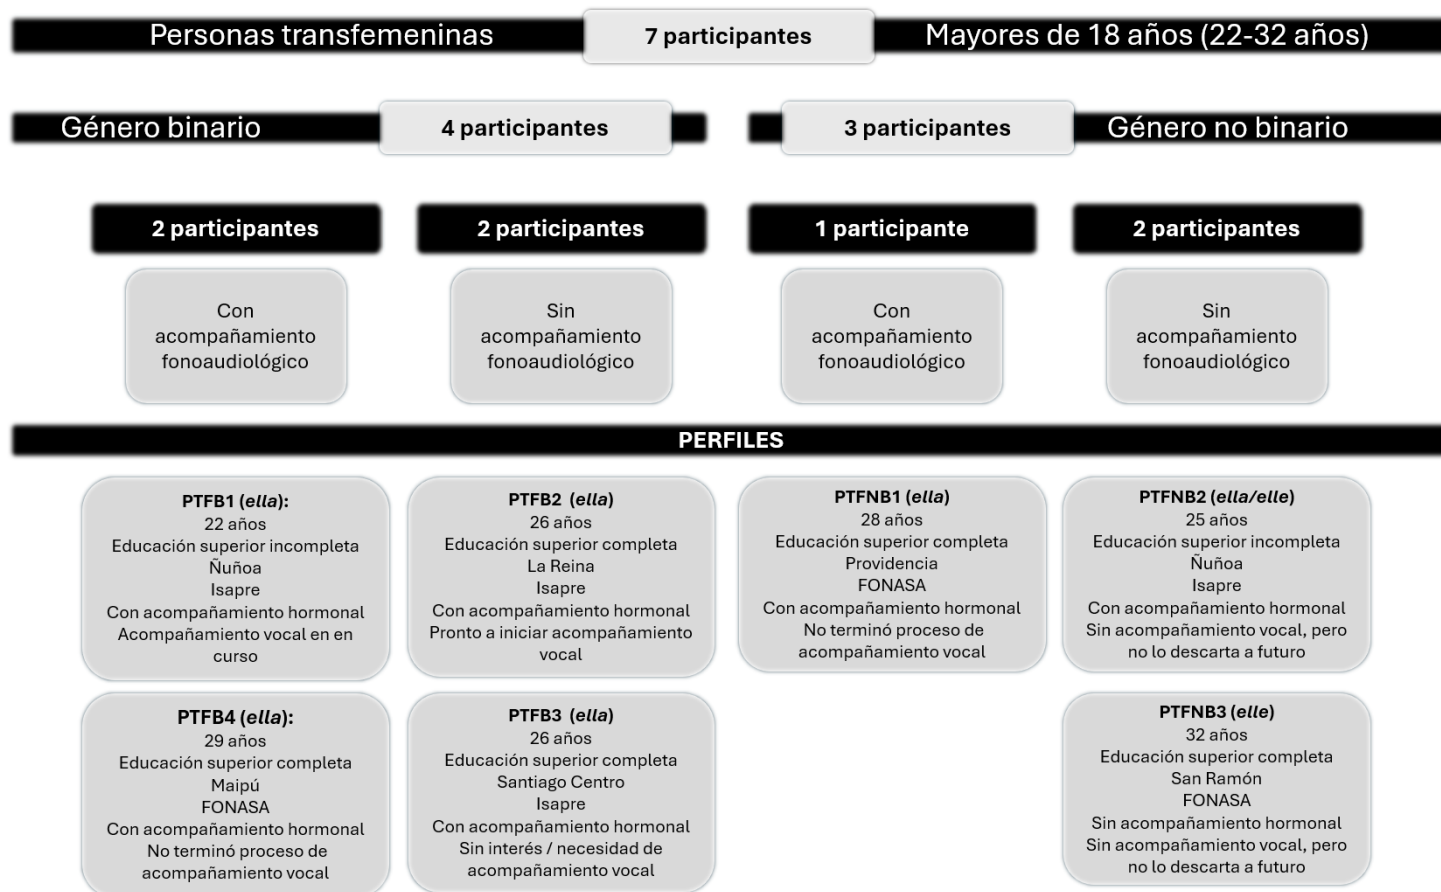 Personas transfemeninas
7 participantes
Mayores de 18 años (22-32 años)
Género binario
4 participantes
3 participantes
Género no binario
2 participantes
2 participantes
1 participante
2 participantes
Con
acompañamiento
fonoaudiológico
Sin
acompañamiento
fonoaudiológico
Con
acompañamiento
fonoaudiológico
Sin
acompañamiento
fonoaudiológico
PERFILES
PTFB1 (ella):
22 años
Educación superior incompleta
Ñuñoa
Isapre
Con acompañamiento hormonal
Acompañamiento vocal en en
curso
PTFB2 (ella)
26 años
Educación superior completa
La Reina
Isapre
Con acompañamiento hormonal
Pronto a iniciar acompañamiento
vocal
PTFNB1 (ella)
28 años
Educación superior completa
Providencia
FONASA
Con acompañamiento hormonal
No terminó proceso de
acompañamiento vocal
PTFNB2 (ella/elle)
25 años
Educación superior incompleta
Ñuñoa
Isapre
Con acompañamiento hormonal
Sin acompañamiento vocal, pero
no lo descarta a futuro
PTFB4 (ella):
29 años
Educación superior completa
Maipú
FONASA
Con acompañamiento hormonal
No terminó proceso de
acompañamiento vocal
PTFB3 (ella)
26 años
Educación superior completa
Santiago Centro
Isapre
Con acompañamiento hormonal
Sin interés / necesidad de
acompañamiento vocal
PTFNB3 (elle)
32 años
Educación superior completa
San Ramón
FONASA
Sin acompañamiento hormonal
Sin acompañamiento vocal, pero
no lo descarta a futuro